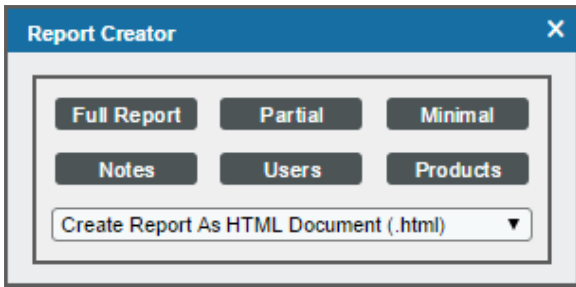 Report Creator X
Full Report Partial Minimal
Notes Users Products
Create Report As HTML Document (.html) ▼